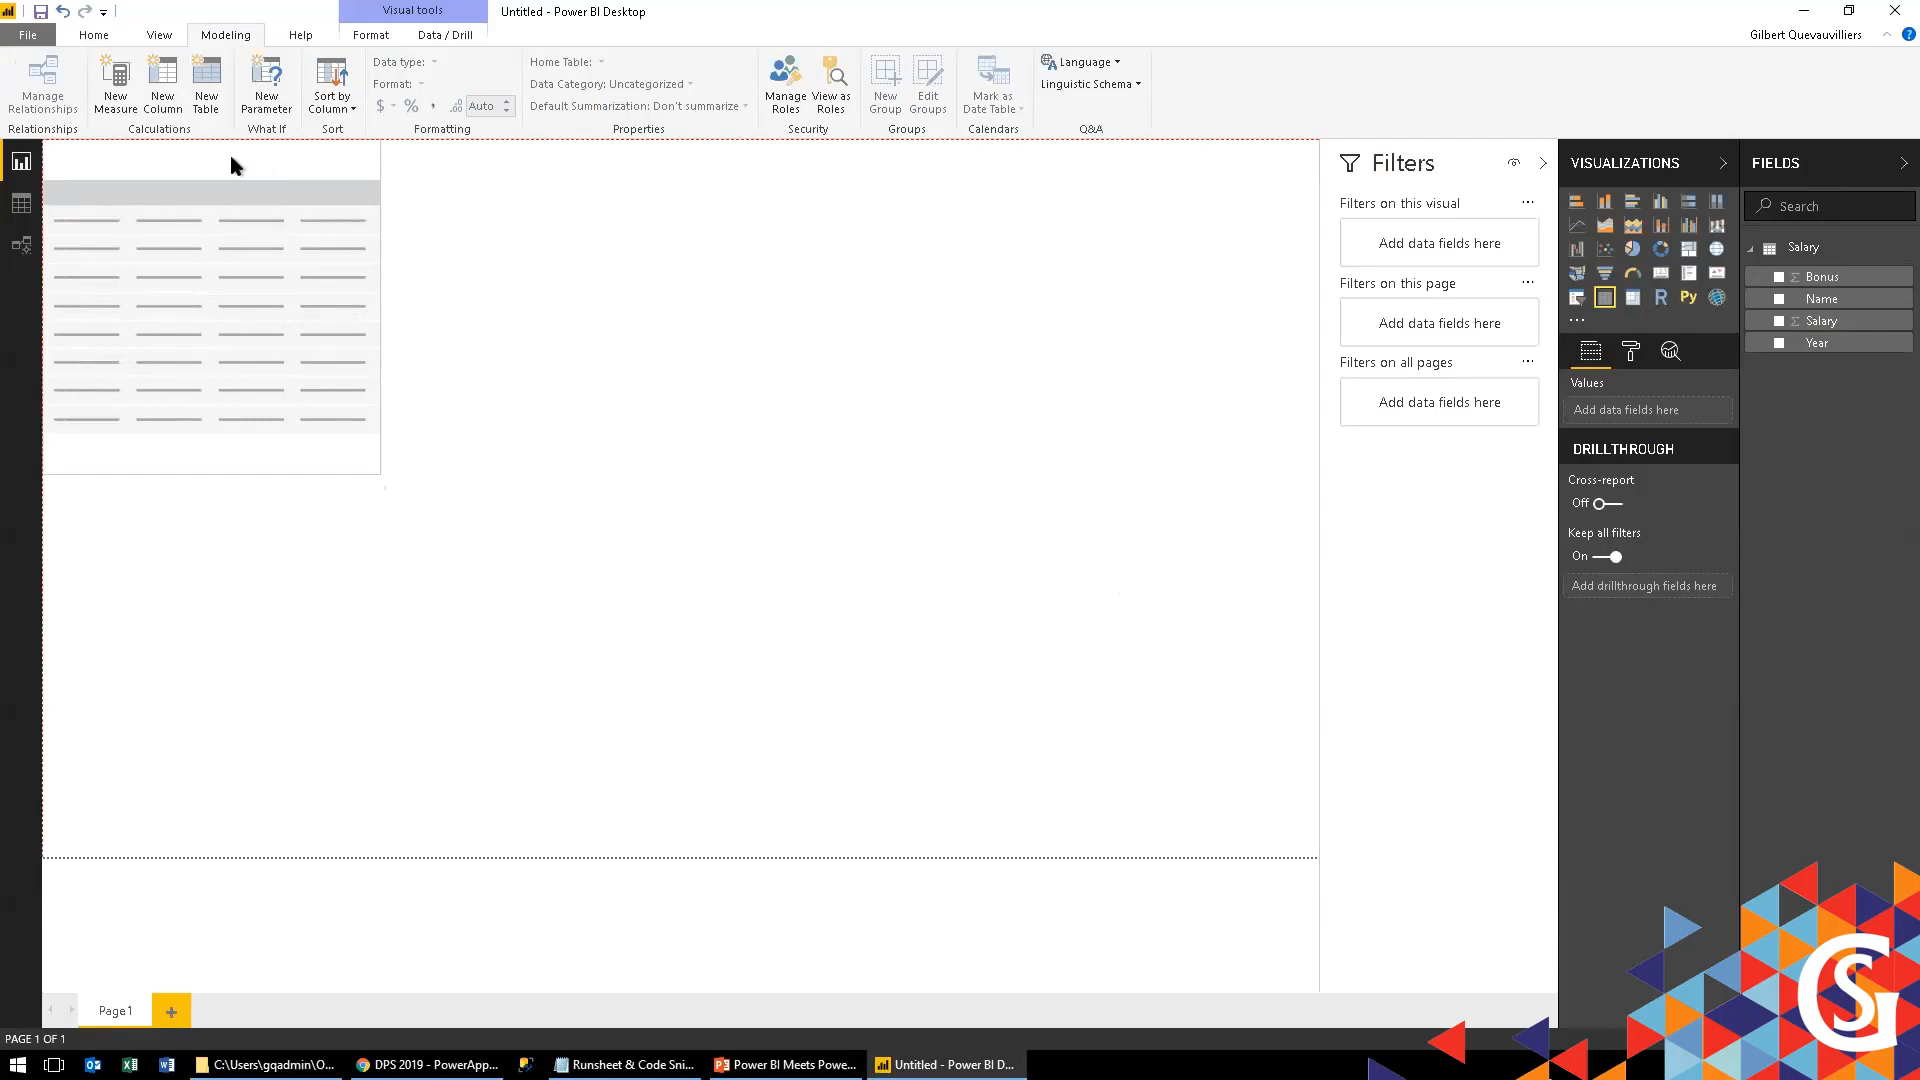 Visual tools
Untitled - Power BI Desktop
File
Home
View
Modeling
Help
Format
Data / Drill
Gilbert Quevauvilliers
Manage Relationships
New Measure
New Column
New Table
New Parameter
Sort by Column
Data type:
Format:
$ % , Auto
Home Table:
Data Category: Uncategorized
Default Summarization: Don't summarize
Manage Roles
View as Roles
New Group
Edit Groups
Mark as Date Table
Language
Linguistic Schema
Relationships
Calculations
What If
Sort
Formatting
Properties
Security
Groups
Calendars
Q&A
Filters
Filters on this visual
Add data fields here
Filters on this page
Add data fields here
Filters on all pages
Add data fields here
VISUALIZATIONS
R
Py
Values
Add data fields here
DRILLTHROUGH
Cross-report
Off
Keep all filters
On
Add drillthrough fields here
FIELDS
Search
Salary
Σ Bonus
Name
Σ Salary
Year
Page1
PAGE 1 OF 1
C:\Users\gqadmin\O...
DPS 2019 - PowerApp...
Runsheet & Code Sni...
Power BI Meets Powe...
Untitled - Power BI D...
GS